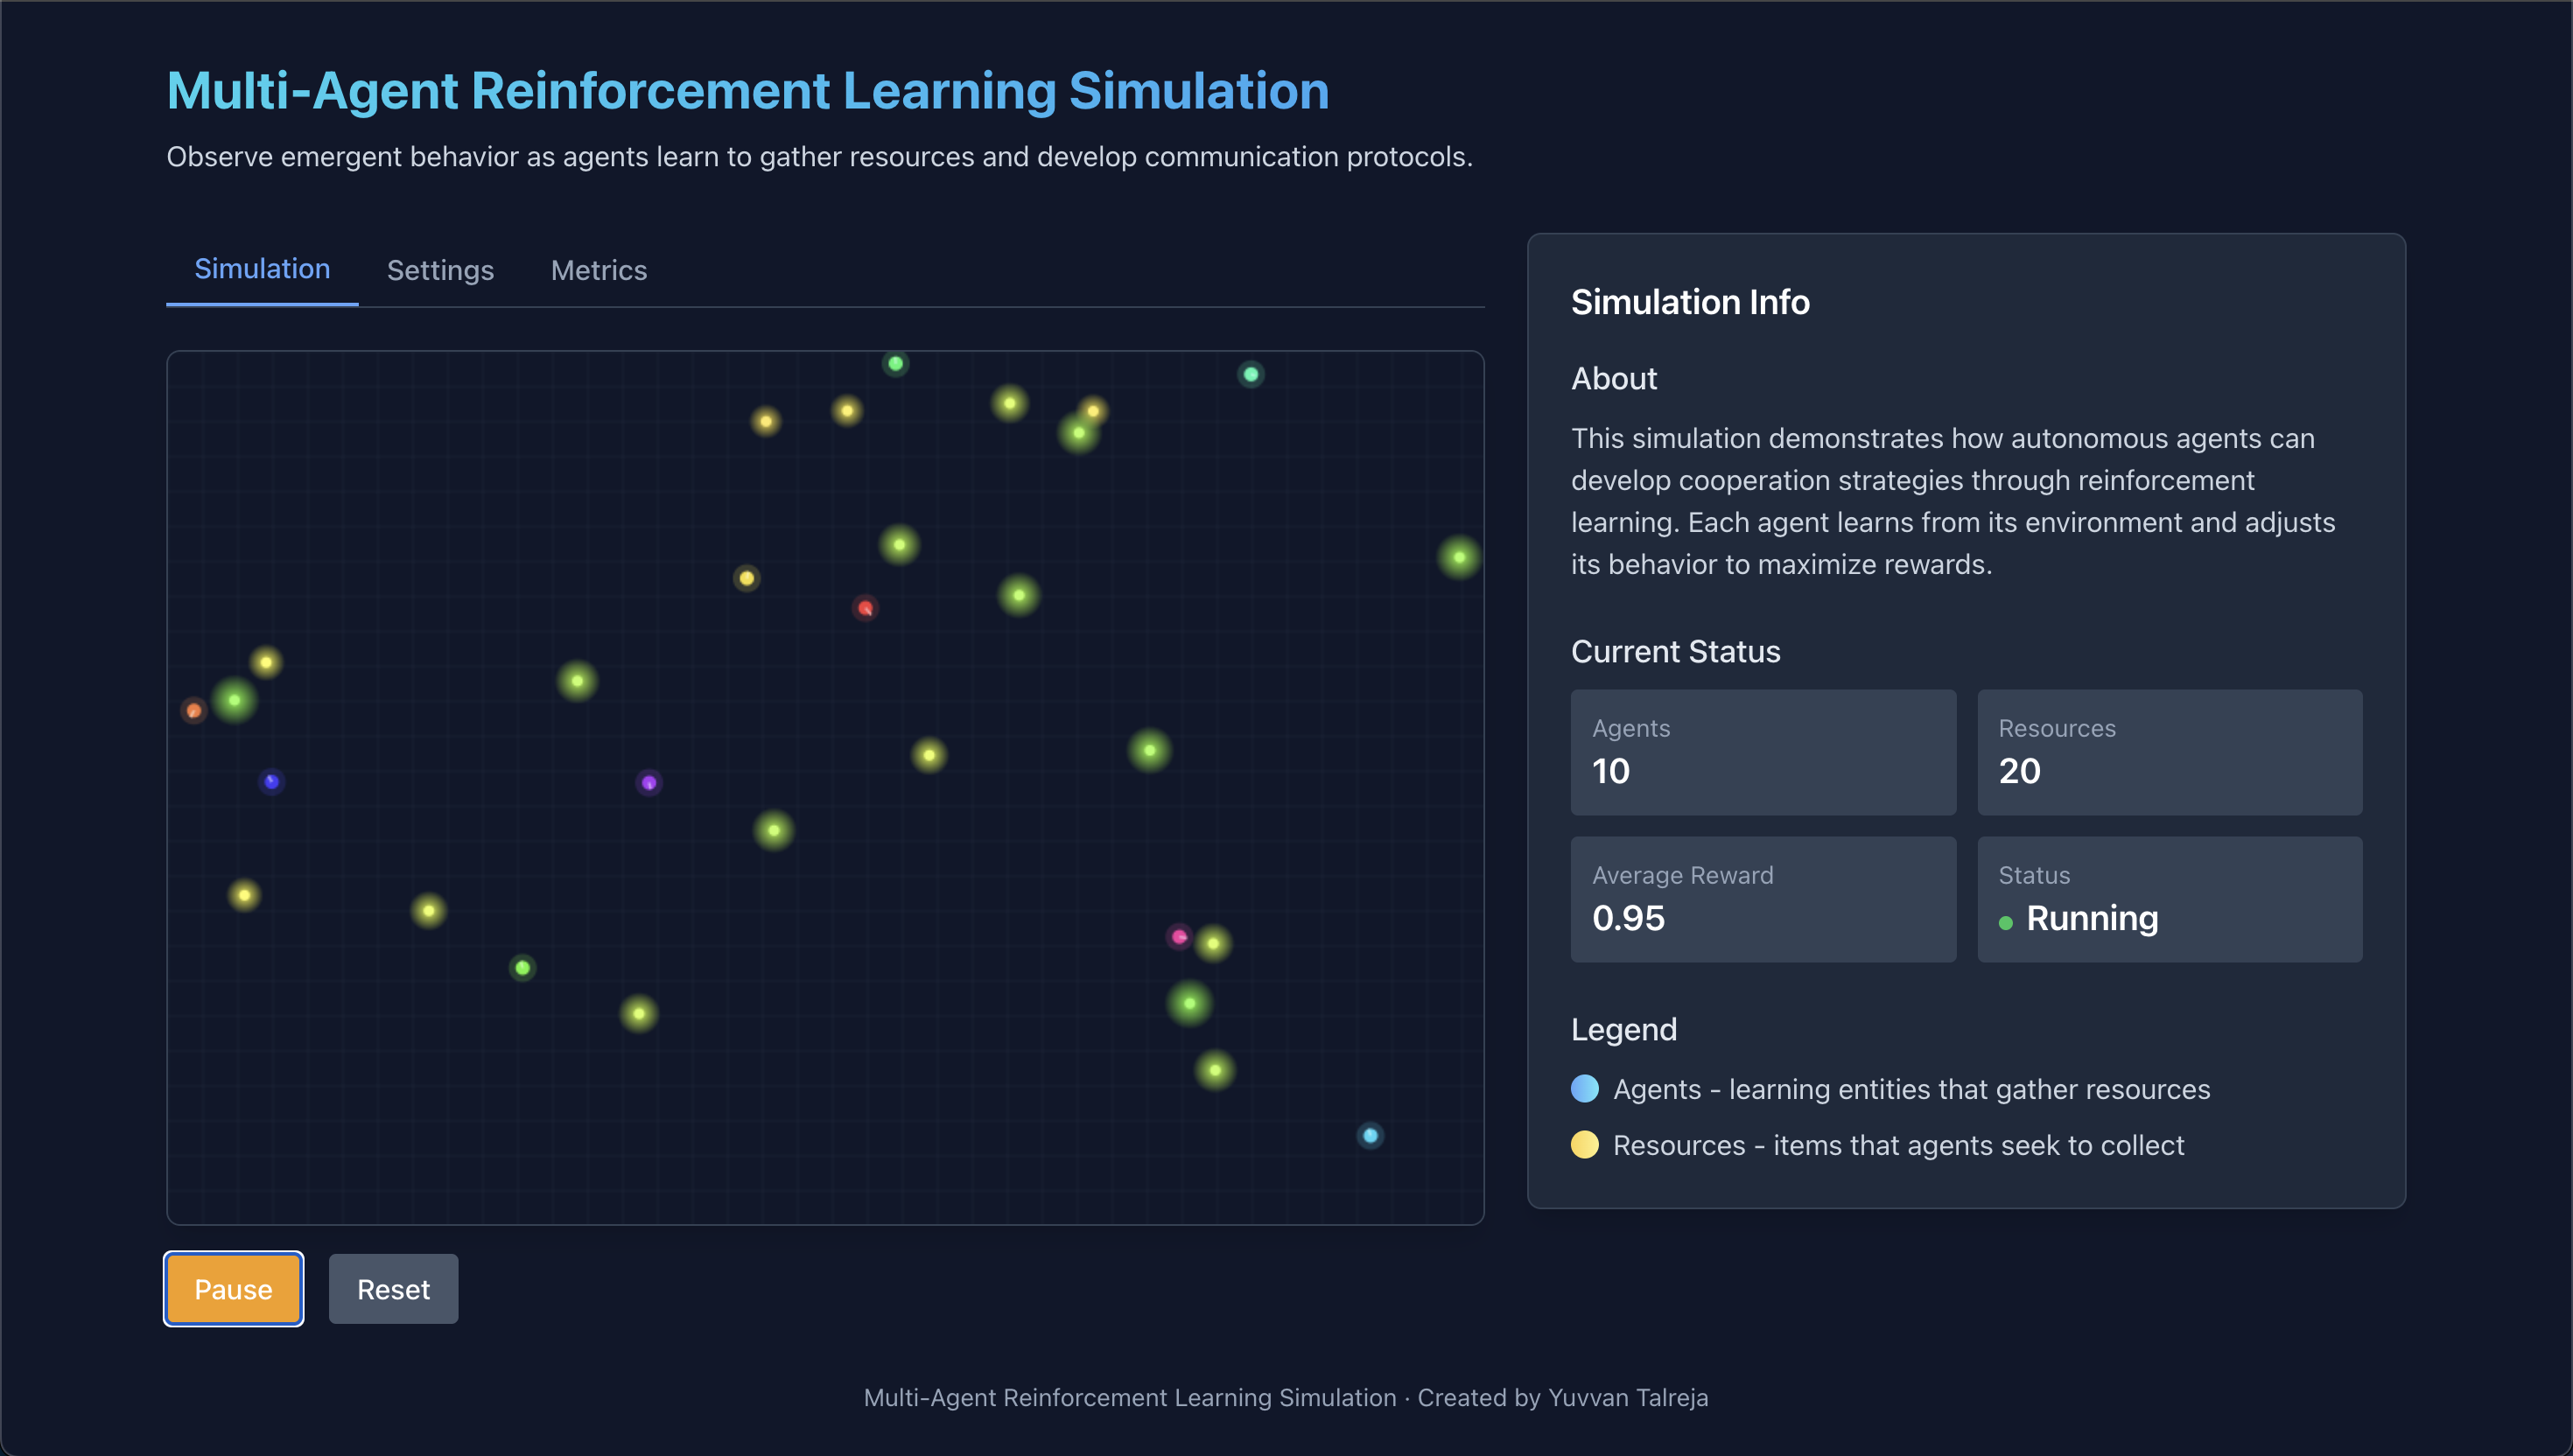 Multi-Agent Reinforcement Learning Simulation
Observe emergent behavior as agents learn to gather resources and develop communication protocols.
Simulation
Settings
Metrics
Simulation Info
About
This simulation demonstrates how autonomous agents can
develop cooperation strategies through reinforcement
learning. Each agent learns from its environment and adjusts
its behavior to maximize rewards.
Current Status
Agents
10
Resources
20
Average Reward
0.95
Status
Running
Legend
Agents - learning entities that gather resources
Resources - items that agents seek to collect
Pause
Reset
Multi-Agent Reinforcement Learning Simulation · Created by Yuvvan Talreja